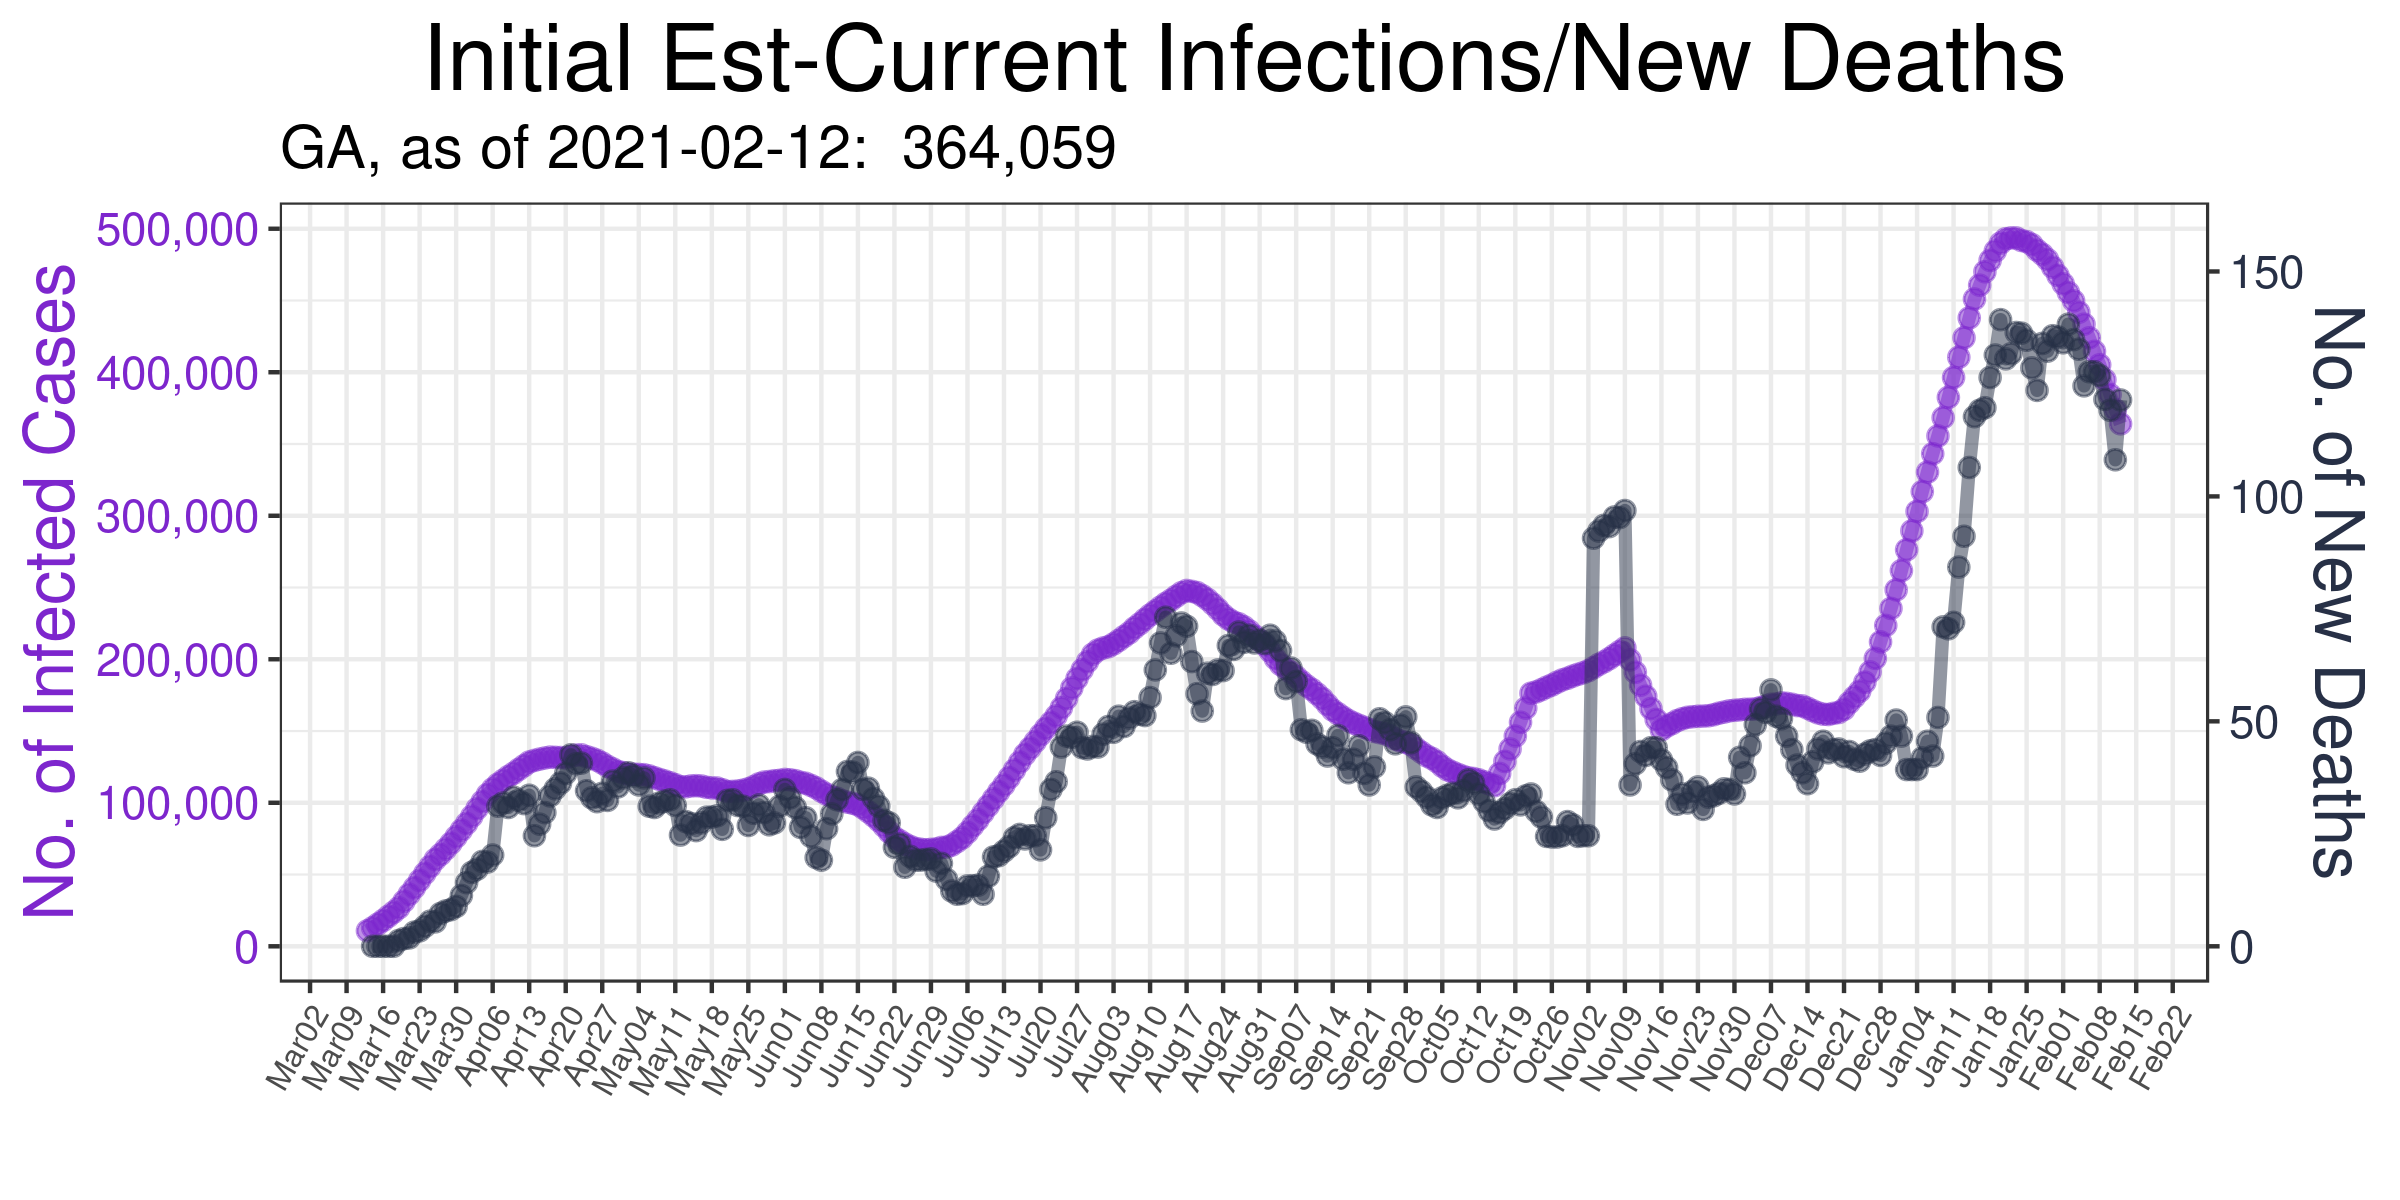 Initial Est-Current Infections/New Deaths
GA, as of 2021-02-12: 364,059
No. of Infected Cases
500,000
400,000
300,000
200,000
100,000
0
150
100
50
0
No. of New Deaths
Mar02
Mar09
Mar16
Mar23
Mar30
Apr06
Apr13
Apr20
Apr27
May04
May11
May18
May25
Jun01
Jun08
Jun15
Jun22
Jun29
Jul06
Jul13
Jul20
Jul27
Aug03
Aug10
Aug17
Aug24
Aug31
Sep07
Sep14
Sep21
Sep28
Oct05
Oct12
Oct19
Oct26
Nov02
Nov09
Nov16
Nov23
Nov30
Dec07
Dec14
Dec21
Dec28
Jan04
Jan11
Jan18
Jan25
Feb01
Feb08
Feb15
Feb22